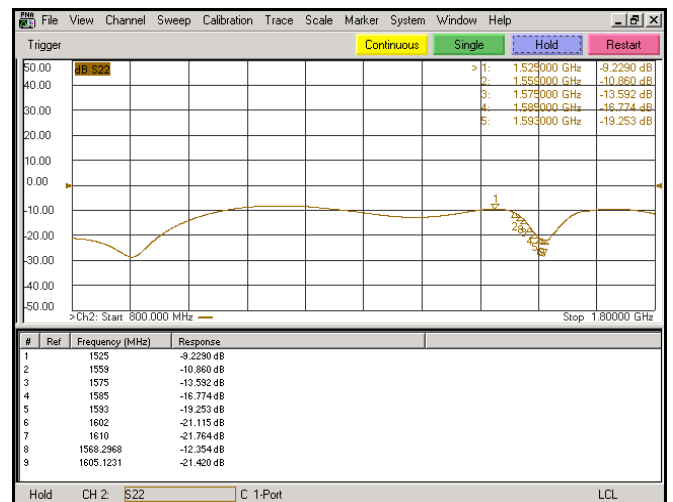 PNA File View Channel Sweep Calibration Trace Scale Marker System Window Help
Trigger Continuous Single Hold Restart
50.00 dB S22 > 1: 1.525000 GHz -9.2290 dB
40.00 2: 1.559000 GHz -10.860 dB
3: 1.575000 GHz -13.592 dB
30.00 4: 1.585000 GHz -16.774 dB
5: 1.593000 GHz -19.253 dB
20.00
10.00
0.00
1
-10.00
2
-20.00
4
-30.00
-40.00
-50.00
>Ch2: Start 800.000 MHz Stop 1.80000 GHz
# Ref Frequency (MHz) Response
1 1525 -9.2290 dB
2 1559 -10.860 dB
3 1575 -13.592 dB
4 1585 -16.774 dB
5 1593 -19.253 dB
6 1602 -21.115 dB
7 1610 -21.764 dB
8 1568.2968 -12.354 dB
9 1605.1231 -21.420 dB
Hold CH 2: S22 C 1-Port LCL